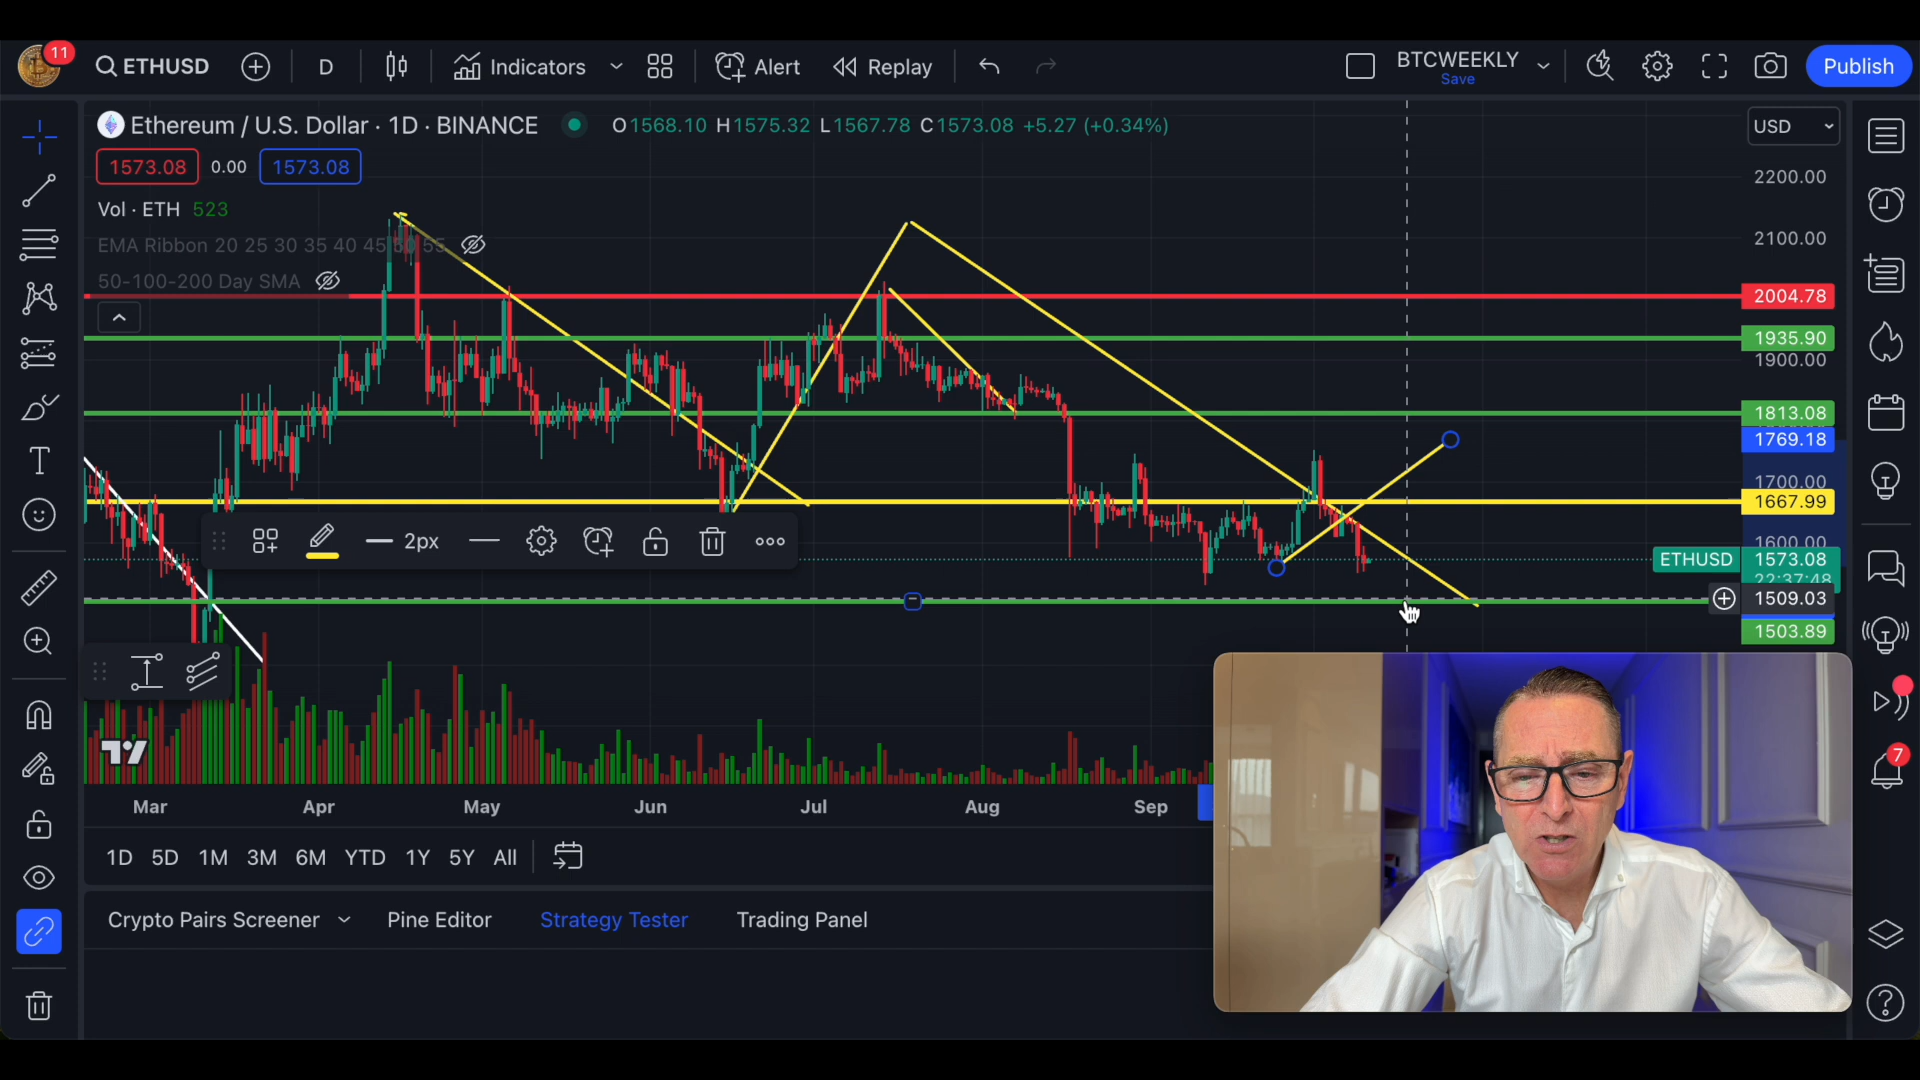 11
ETHUSD
D
Indicators
Alert
Replay
BTCWEEKLY
Save
Publish
Ethereum / U.S. Dollar · 1D · BINANCE
O1568.10 H1575.32 L1567.78 C1573.08 +5.27 (+0.34%)
USD
1573.08 0.00 1573.08
Vol · ETH 523
EMA Ribbon 20 25 30 35 40 45 50 55
50-100-200 Day SMA
2200.00
2100.00
2004.78
1935.90
1900.00
1813.08
1769.18
1700.00
1667.99
1600.00
ETHUSD 1573.08
22:37:48
1509.03
1503.89
2px
Mar Apr May Jun Jul Aug Sep
1D 5D 1M 3M 6M YTD 1Y 5Y All
Crypto Pairs Screener Pine Editor Strategy Tester Trading Panel
7